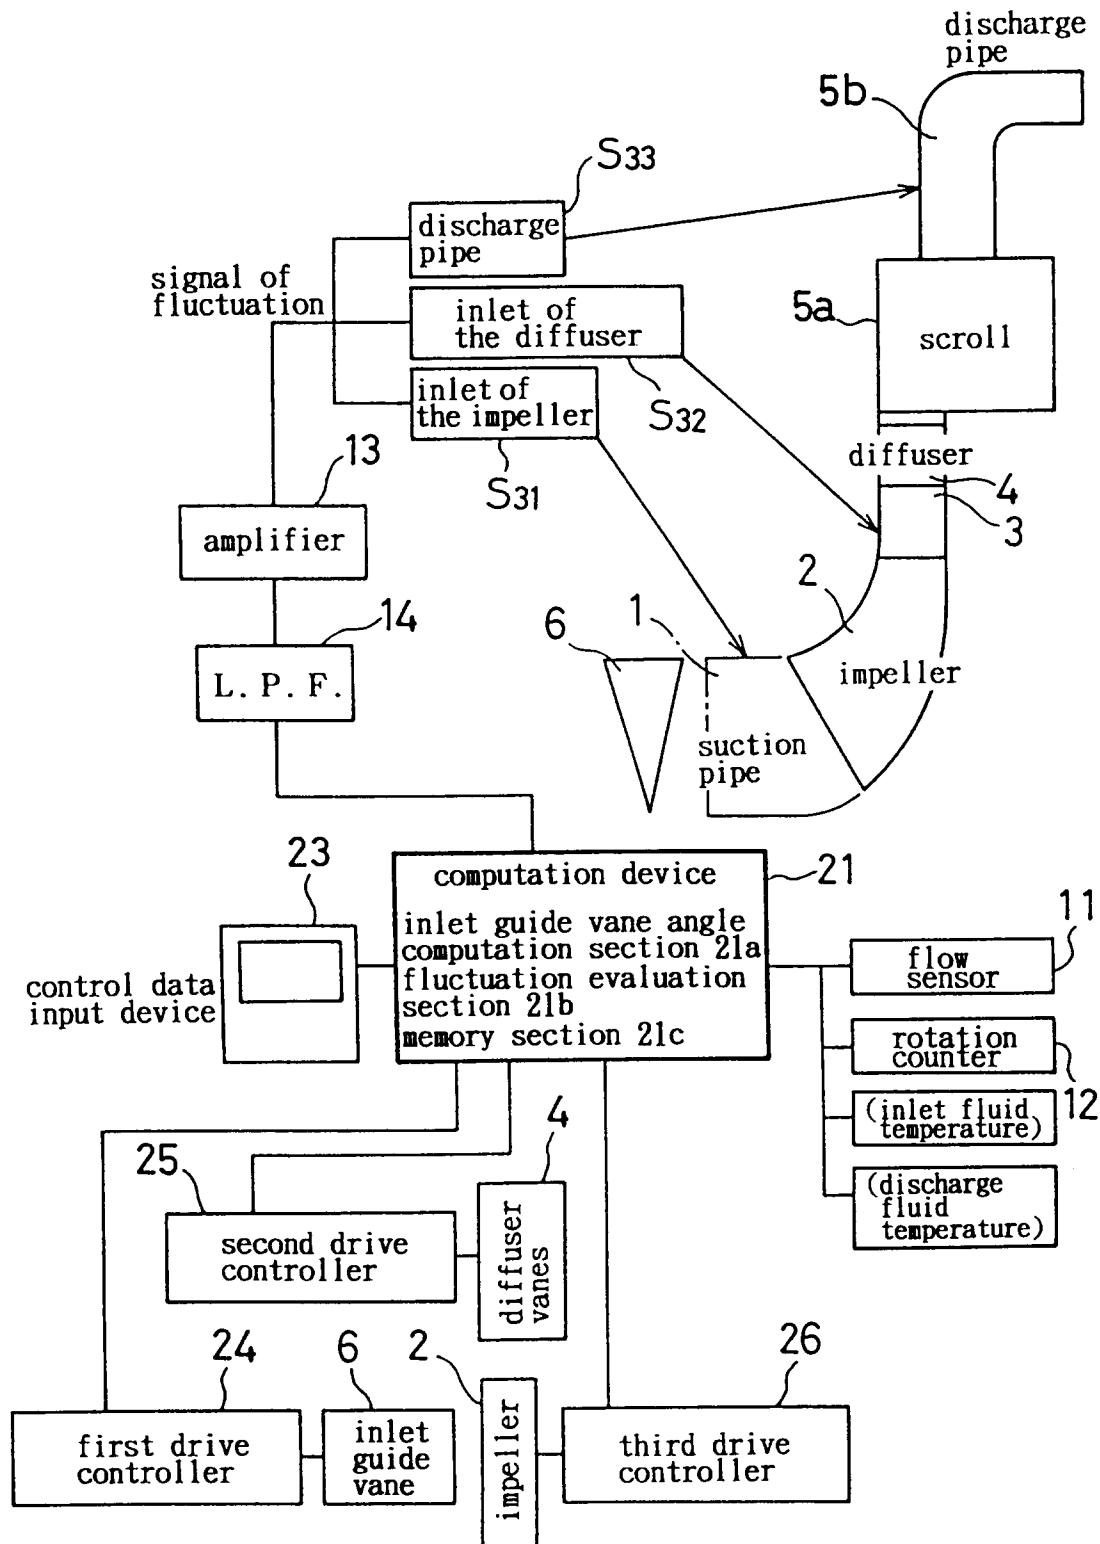 discharge
pipe
5b
S33
discharge
pipe
signal of
fluctuation
inlet of
the diffuser
5a
scroll
inlet of
the impeller
S32
S31
13
diffuser
4
3
amplifier
2
14
1
6
L. P. F.
impeller
suction
pipe
23
computation device
21
inlet guide vane angle
computation section 21a
fluctuation evaluation
section 21b
memory section 21c
11
flow
sensor
control data
input device
rotation
counter
12
(inlet fluid
temperature)
4
25
(discharge
fluid
temperature)
second drive
controller
diffuser
vanes
24
6
2
26
first drive
controller
inlet
guide
vane
impeller
third drive
controller